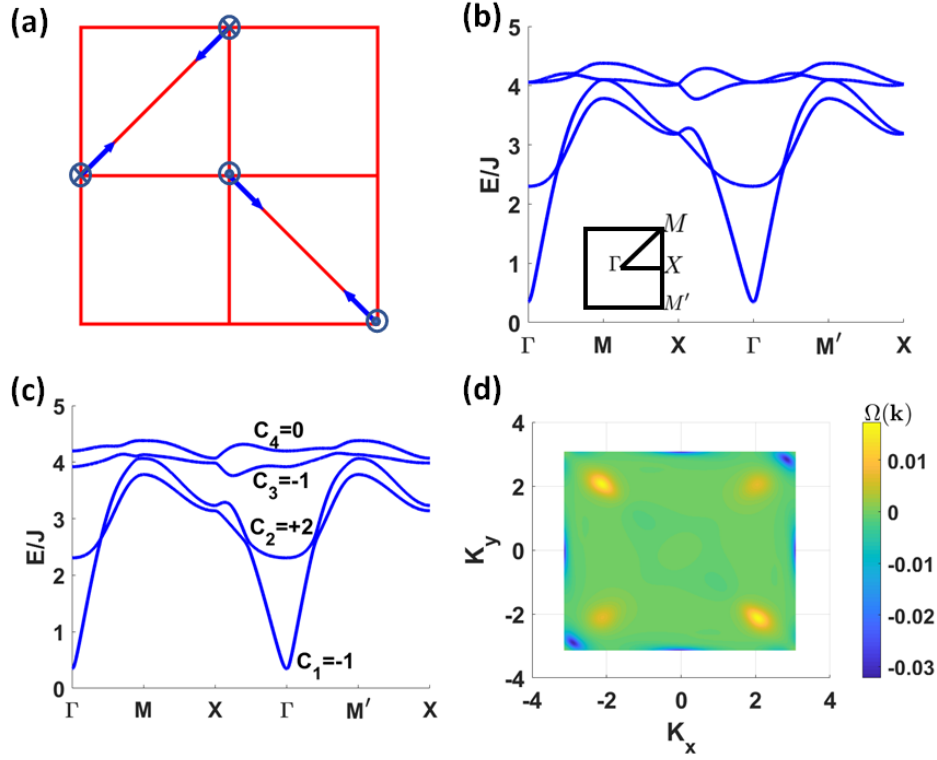 (a)
(b)
E/J
5
4
3
2
1
0
Γ
M
X
Γ
M′
X
M
Γ
X
M′
(c)
E/J
5
4
3
2
1
0
C₄=0
C₃=-1
C₂=+2
C₁=-1
Γ
M
X
Γ
M′
X
(d)
K_y
4
2
0
-2
-4
-4
-2
0
2
4
K_x
Ω(k)
0.01
0
-0.01
-0.02
-0.03